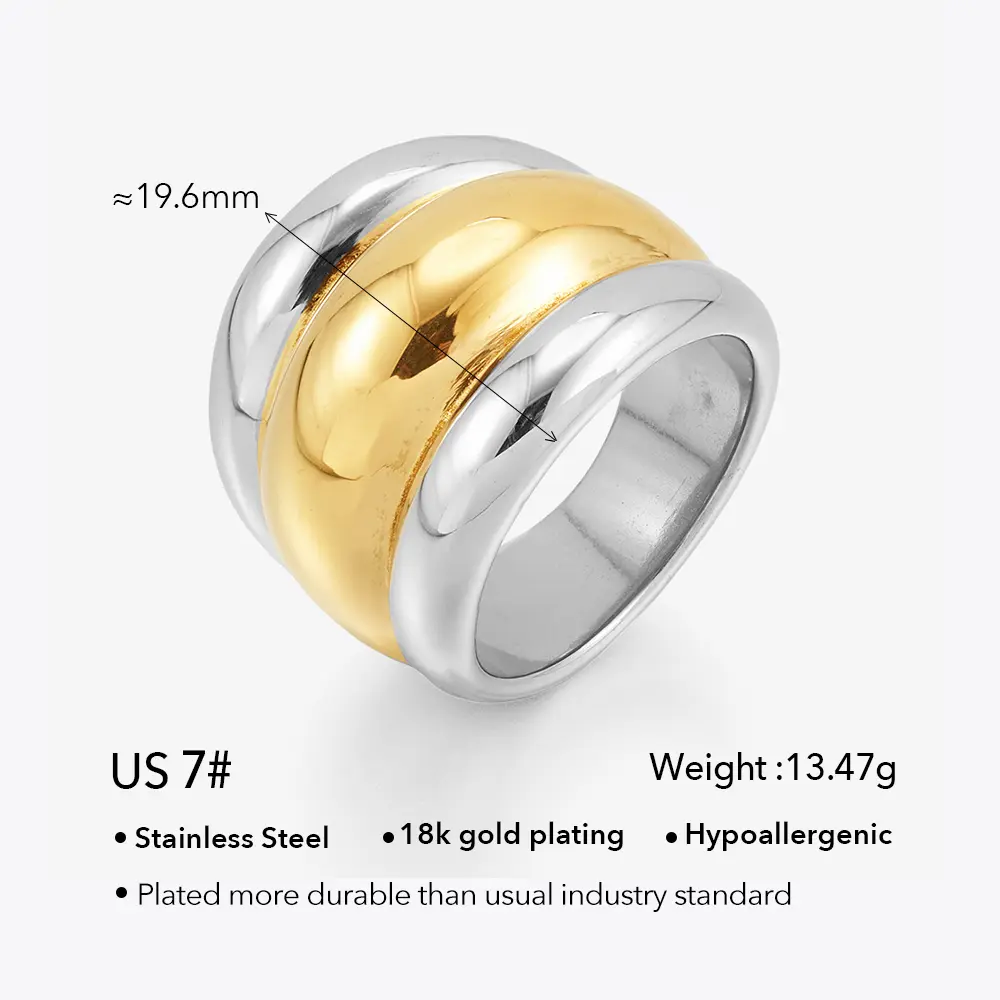 ≈19.6mm
US 7#
Weight :13.47g
• Stainless Steel
• 18k gold plating
• Hypoallergenic
• Plated more durable than usual industry standard